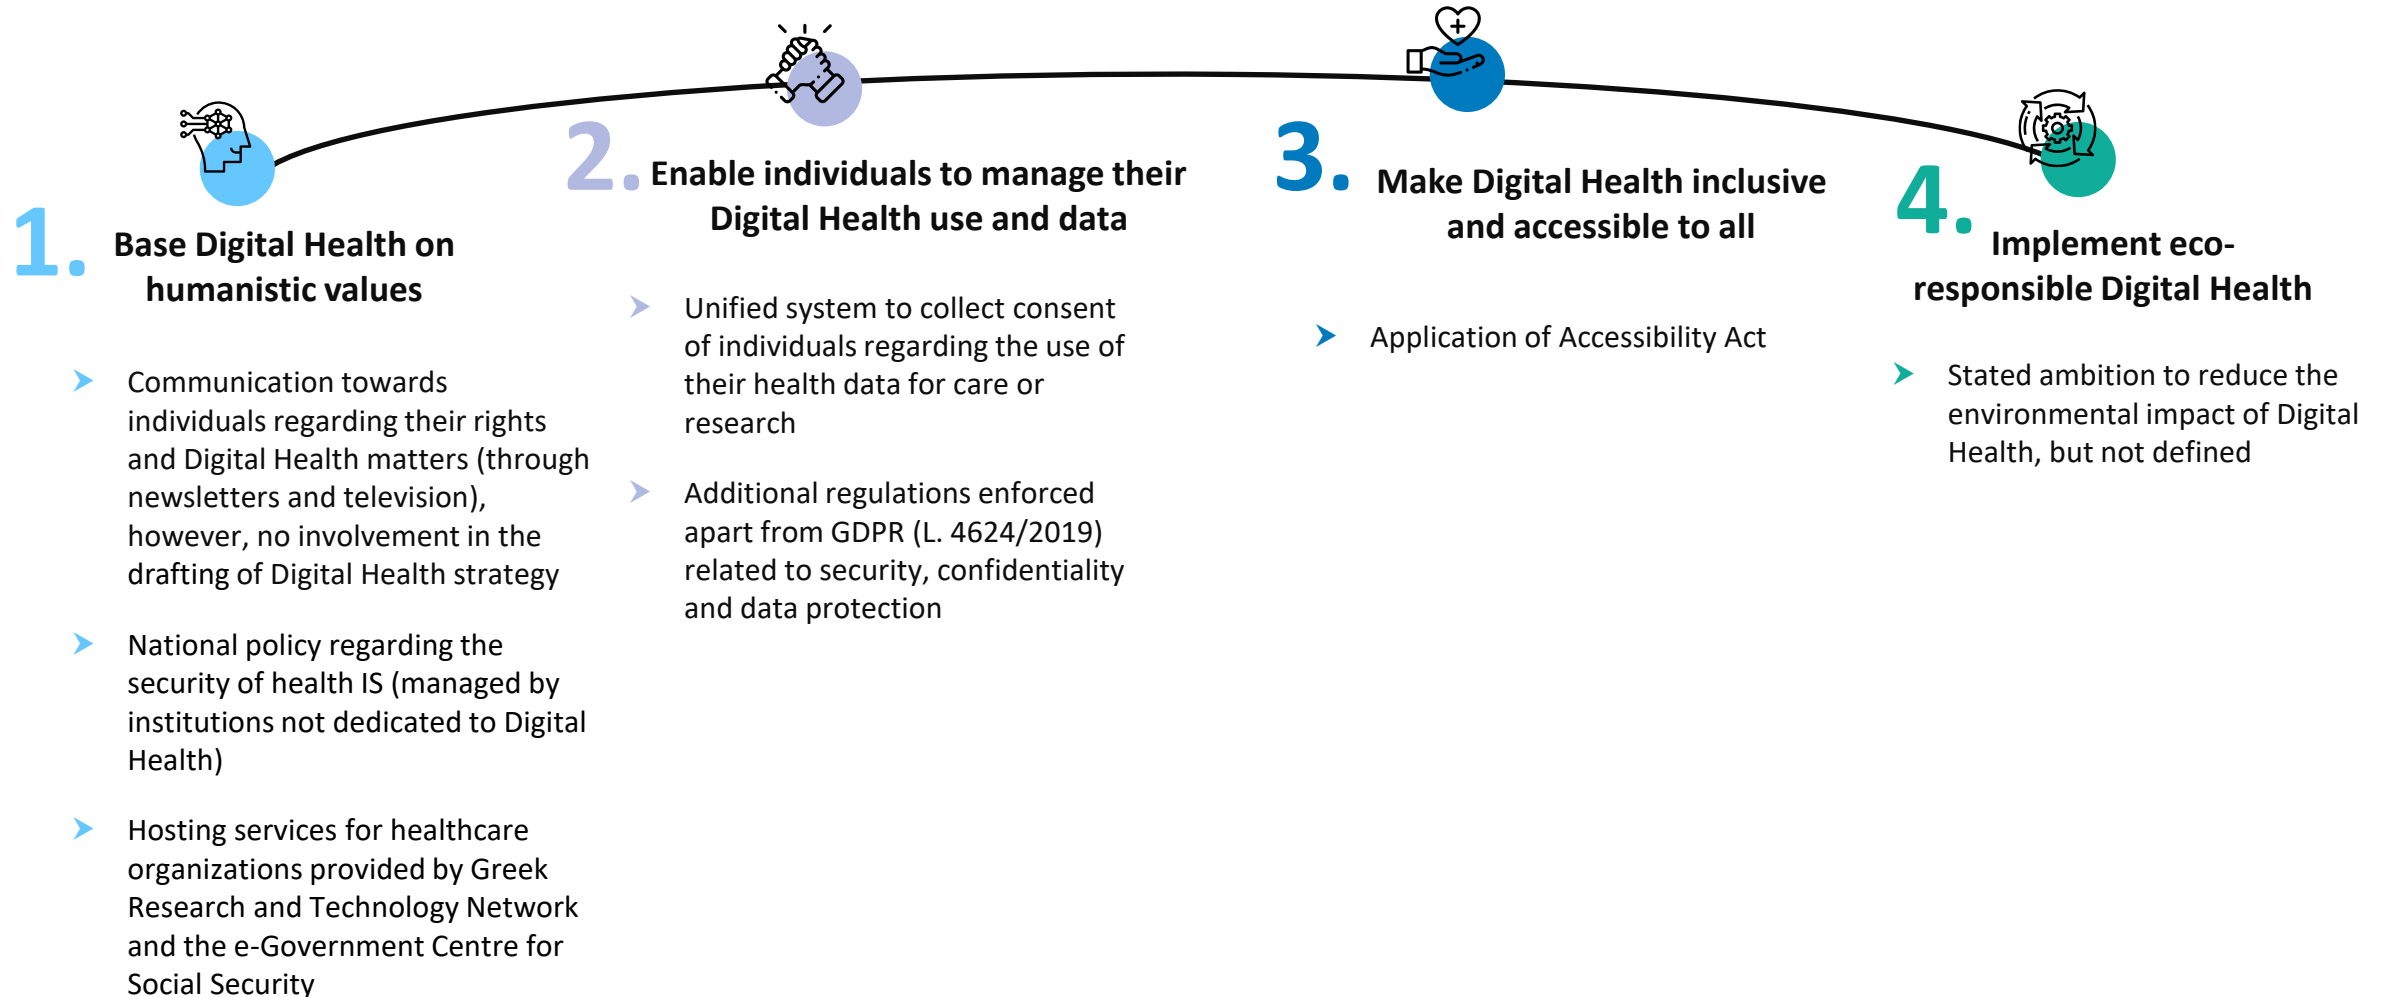 1.
Base Digital Health on
humanistic values
Communication towards
individuals regarding their rights
and Digital Health matters (through
newsletters and television),
however, no involvement in the
drafting of Digital Health strategy
National policy regarding the
security of health IS (managed by
institutions not dedicated to Digital
Health)
Hosting services for healthcare
organizations provided by Greek
Research and Technology Network
and the e-Government Centre for
Social Security
2.
Enable individuals to manage their
Digital Health use and data
Unified system to collect consent
of individuals regarding the use of
their health data for care or
research
Additional regulations enforced
apart from GDPR (L. 4624/2019)
related to security, confidentiality
and data protection
3.
Make Digital Health inclusive
and accessible to all
Application of Accessibility Act
4.
Implement eco-
responsible Digital Health
Stated ambition to reduce the
environmental impact of Digital
Health, but not defined